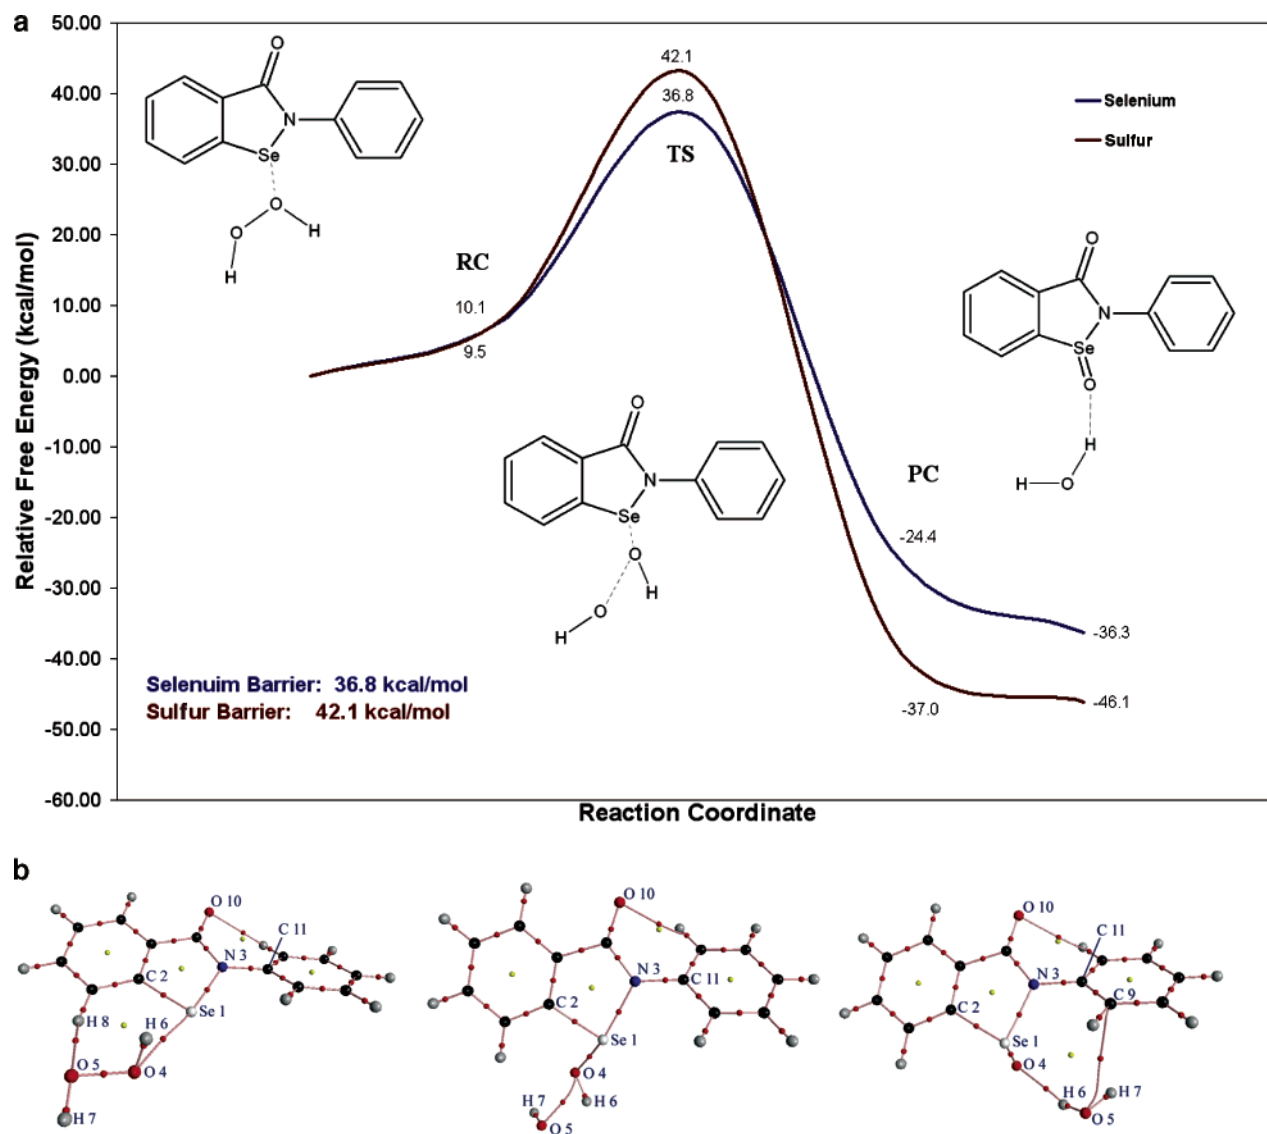 a
50.00
40.00
30.00
20.00
10.00
0.00
-10.00
-20.00
-30.00
-40.00
-50.00
-60.00
Relative Free Energy (kcal/mol)
Reaction Coordinate
O
N
Se
O
O
H
H
42.1
36.8
TS
Selenium
Sulfur
RC
10.1
9.5
O
N
Se
O
H
O
H
O
N
Se
O
H
H
O
PC
-24.4
-36.3
-37.0
-46.1
Selenuim Barrier: 36.8 kcal/mol
Sulfur Barrier: 42.1 kcal/mol
b
O 10
C 11
N 3
C 2
Se 1
H 8
H 6
O 5
O 4
H 7
O 10
N 3
C 11
C 2
Se 1
O 4
H 7
H 6
O 5
O 10
C 11
N 3
C 9
C 2
Se 1
O 4
H 6
H 7
O 5